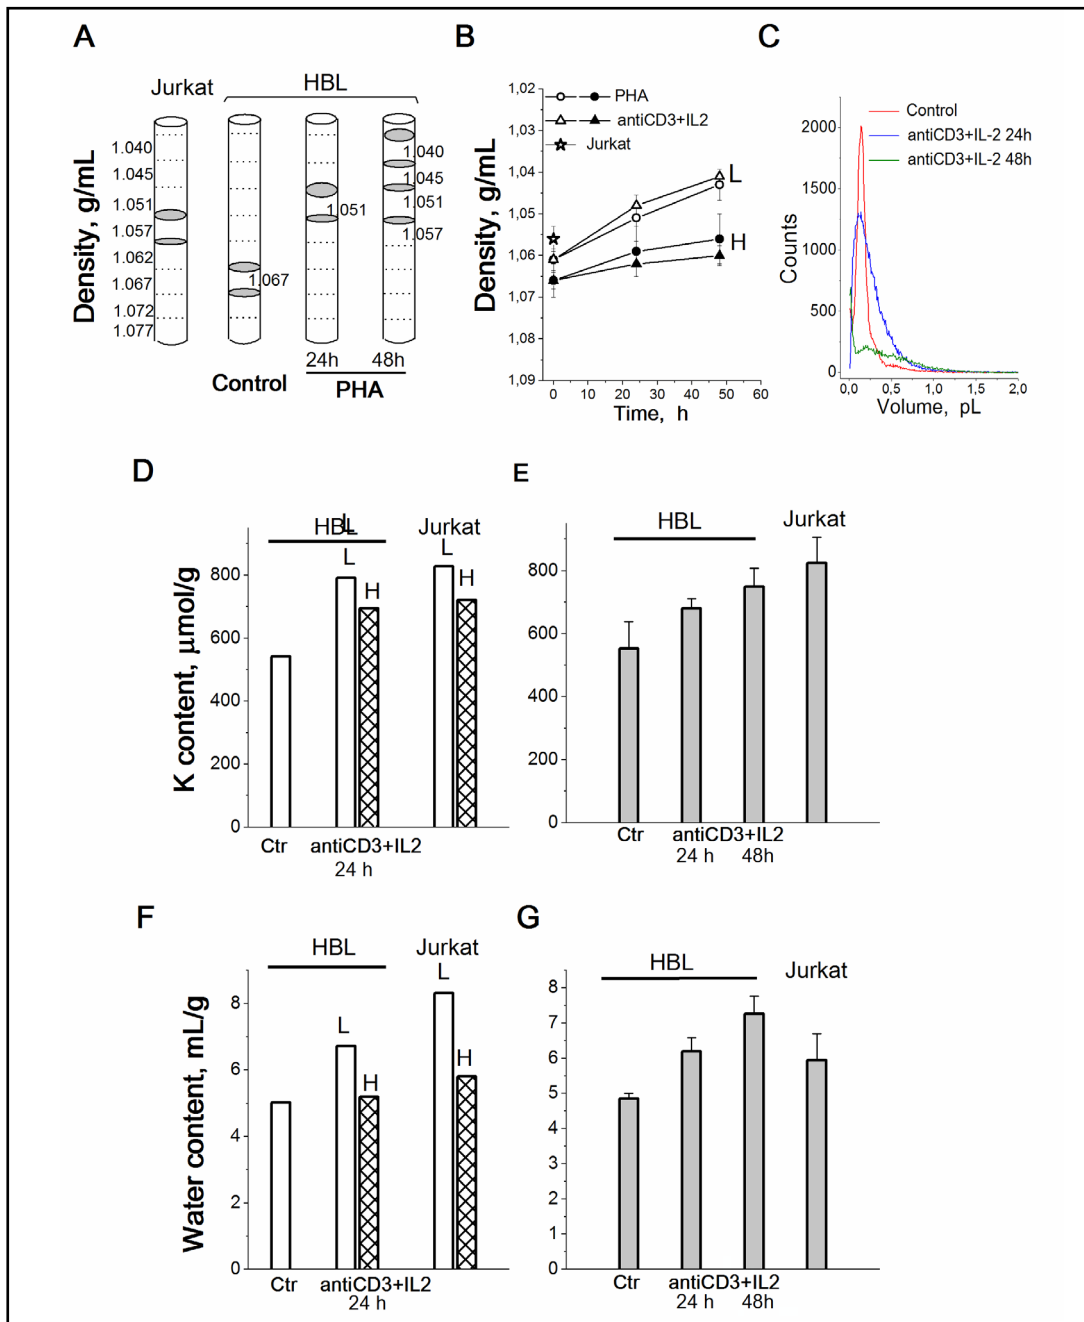 A
B
C
Jurkat
HBL
Density, g/mL
1.040
1.045
1.051
1.057
1.062
1.067
1.072
1.077
1.067
1.051
1.040
1.045
1.051
1.057
24h
48h
Control
PHA
Density, g/mL
1,02
1,03
1,04
1,05
1,06
1,07
1,08
1,09
PHA
antiCD3+IL2
Jurkat
L
H
0 10 20 30 40 50 60
Time, h
Counts
2000
1500
1000
500
0
Control
antiCD3+IL-2 24h
antiCD3+IL-2 48h
0,0 0,5 1,0 1,5 2,0
Volume, pL
D
E
K content, µmol/g
800
600
400
200
0
HBL
L
L
H
Jurkat
L
H
Ctr antiCD3+IL2
24 h
800
600
400
200
0
HBL
Jurkat
Ctr antiCD3+IL2
24 h 48h
F
G
Water content, mL/g
8
6
4
2
0
HBL
L
H
Jurkat
L
H
Ctr antiCD3+IL2
24 h
8
7
6
5
4
3
2
1
0
HBL
Jurkat
Ctr antiCD3+IL2
24 h 48h